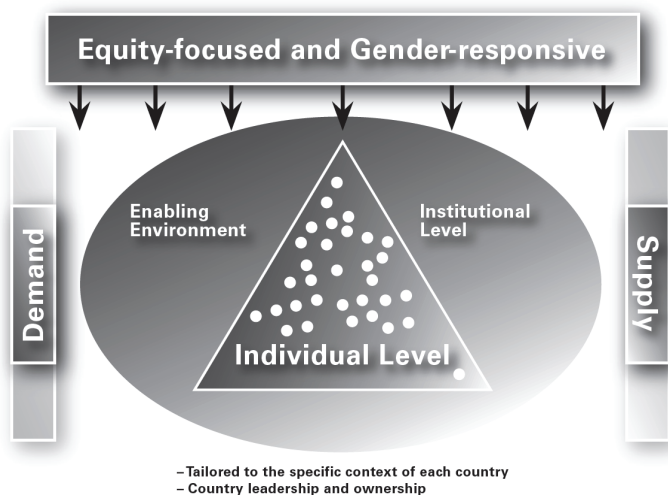 Equity-focused and Gender-responsive
Enabling
Environment
Institutional
Level
Demand
Supply
Individual Level
– Tailored to the specific context of each country
– Country leadership and ownership